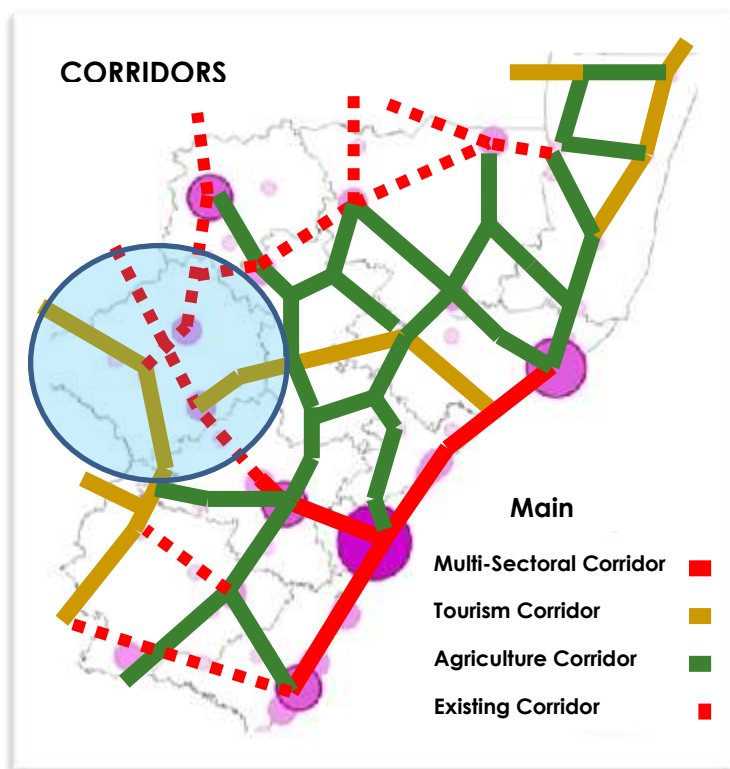 CORRIDORS
Main
Multi-Sectoral Corridor
Tourism Corridor
Agriculture Corridor
Existing Corridor